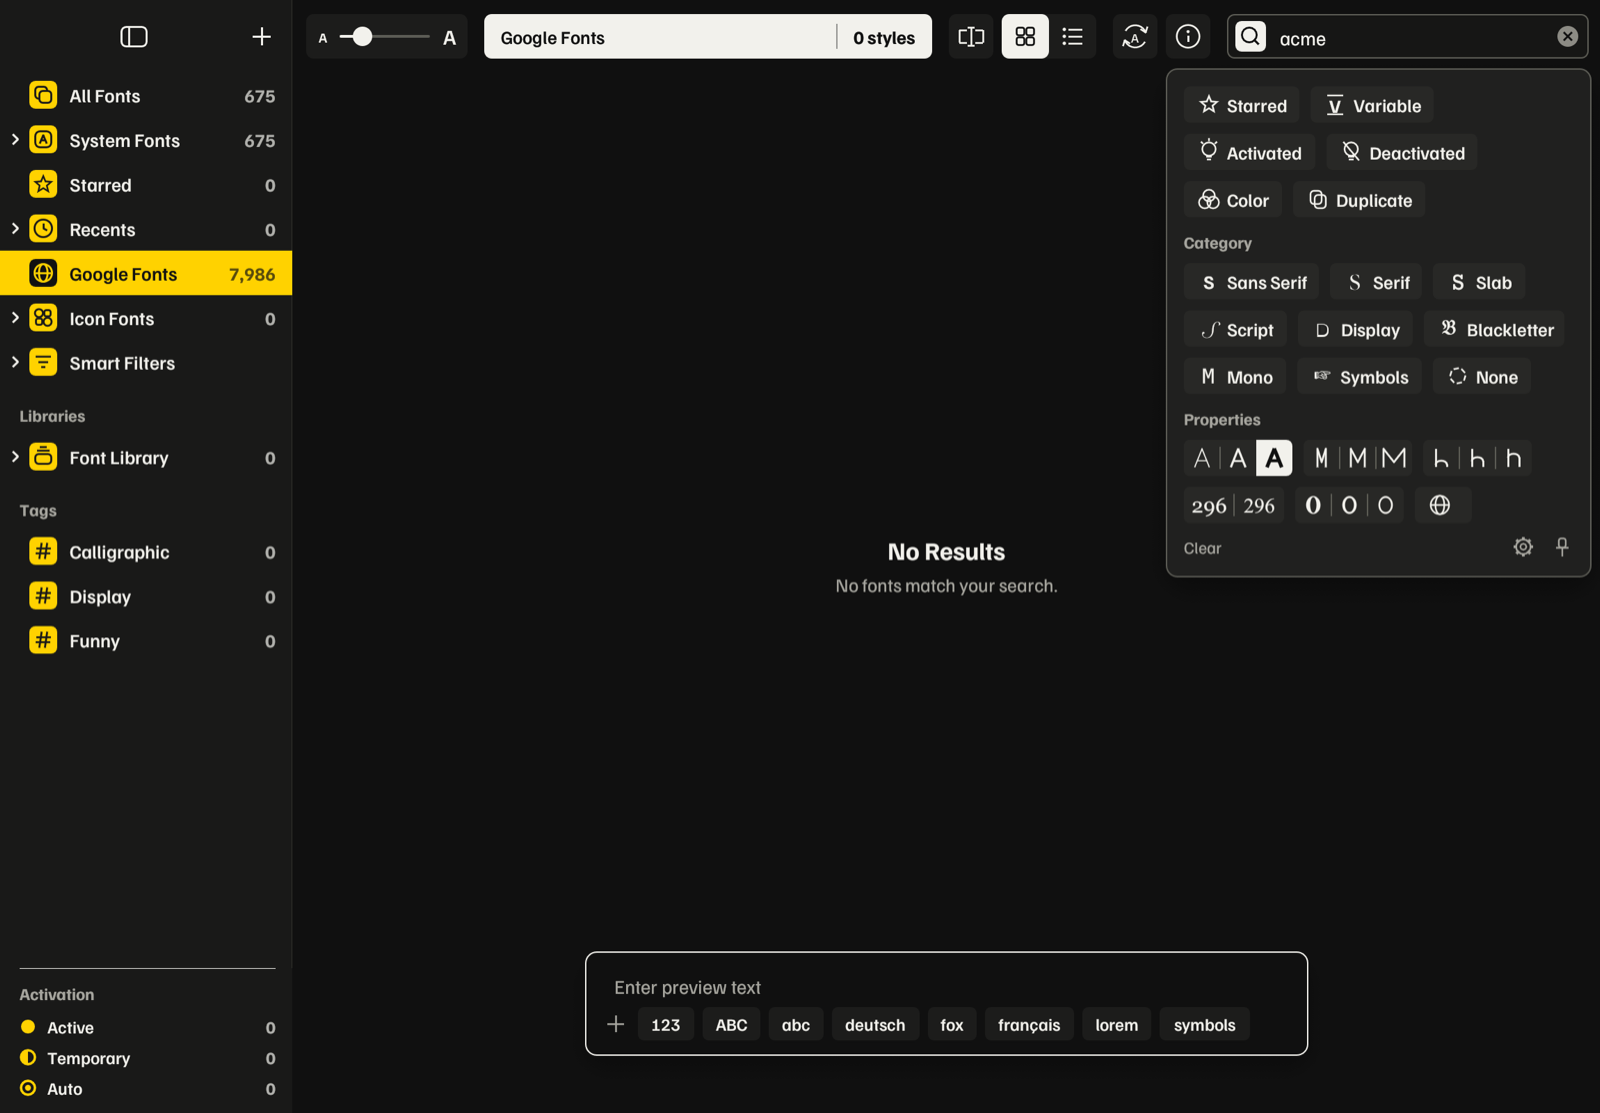 A A
Google Fonts 0 styles
acme
All Fonts 675
System Fonts 675
Starred 0
Recents 0
Google Fonts 7,986
Icon Fonts 0
Smart Filters
Libraries
Font Library 0
Tags
Calligraphic 0
Display 0
Funny 0
Activation
Active 0
Temporary 0
Auto 0
Starred Variable
Activated Deactivated
Color Duplicate
Category
S Sans Serif S Serif S Slab
Script D Display B Blackletter
M Mono Symbols None
Properties
A A A M M M h h h
296 296 0 0 0
Clear
No Results
No fonts match your search.
Enter preview text
123 ABC abc deutsch fox français lorem symbols